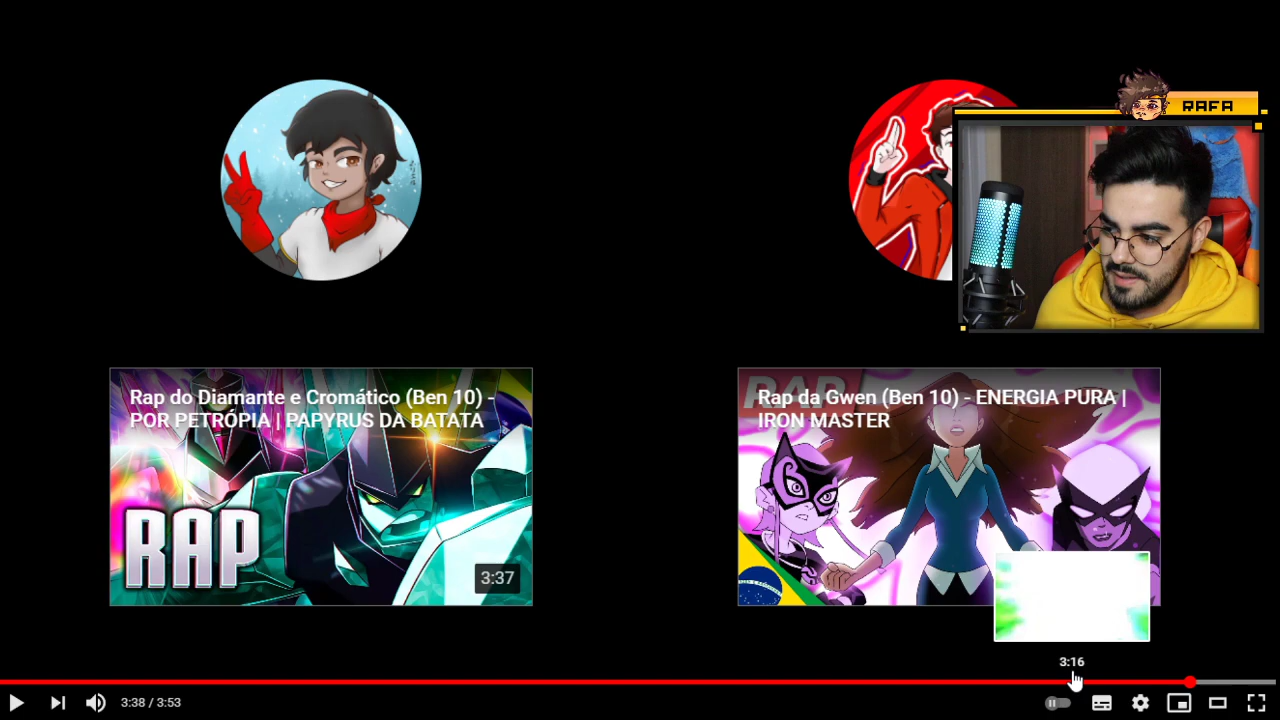 RAFA
Rap do Diamante e Cromático (Ben 10) -
POR PETRÓPIA | PAPYRUS DA BATATA
RAP
3:37
RAP
Rap da Gwen (Ben 10) - ENERGIA PURA |
IRON MASTER
3:16
3:38 / 3:53